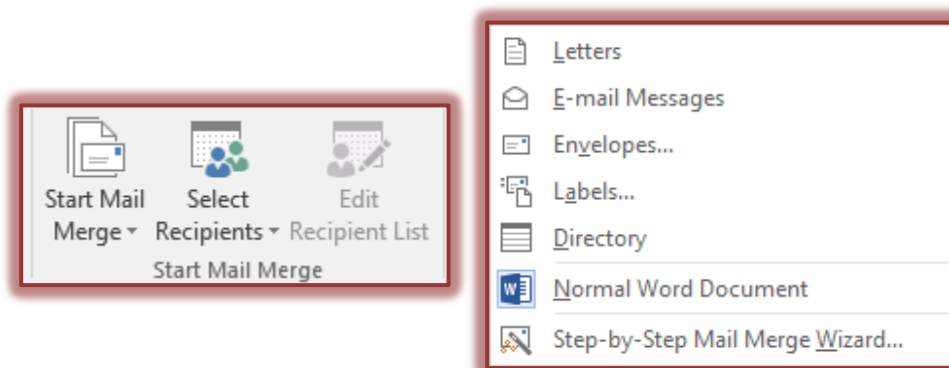 Start Mail Merge
Select Recipients
Edit Recipient List
Start Mail Merge
Letters
E-mail Messages
Envelopes...
Labels...
Directory
Normal Word Document
Step-by-Step Mail Merge Wizard...